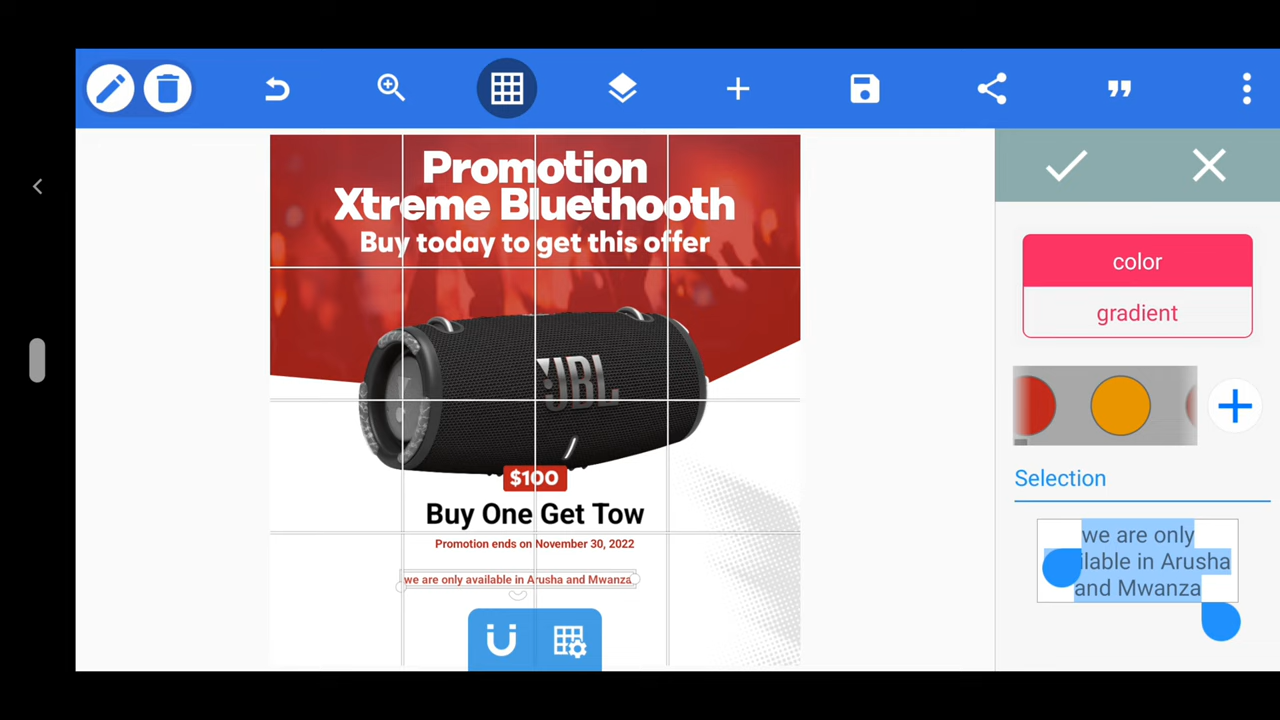 Promotion
Xtreme Bluethooth
Buy today to get this offer
JBL
$100
Buy One Get Tow
Promotion ends on November 30, 2022
we are only available in Arusha and Mwanza
color
gradient
Selection
we are only
ilable in Arusha
and Mwanza